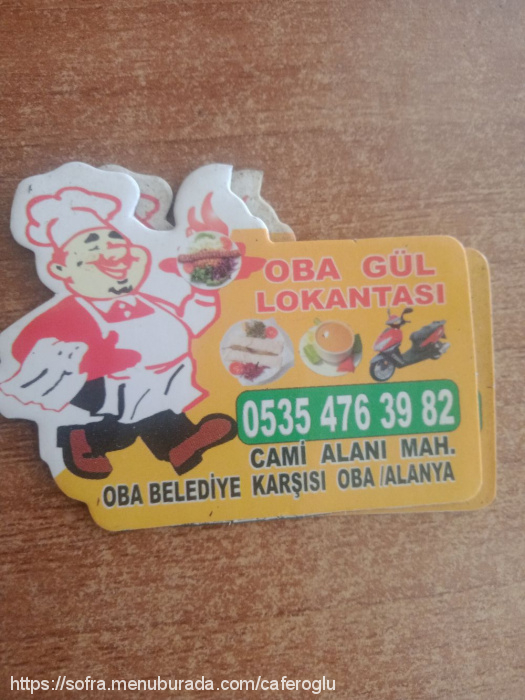 OBA GÜL
LOKANTASI
0535 476 39 82
CAMİ ALANI MAH.
OBA BELEDİYE KARŞISI OBA /ALANYA
https://sofra.menuburada.com/caferoglu